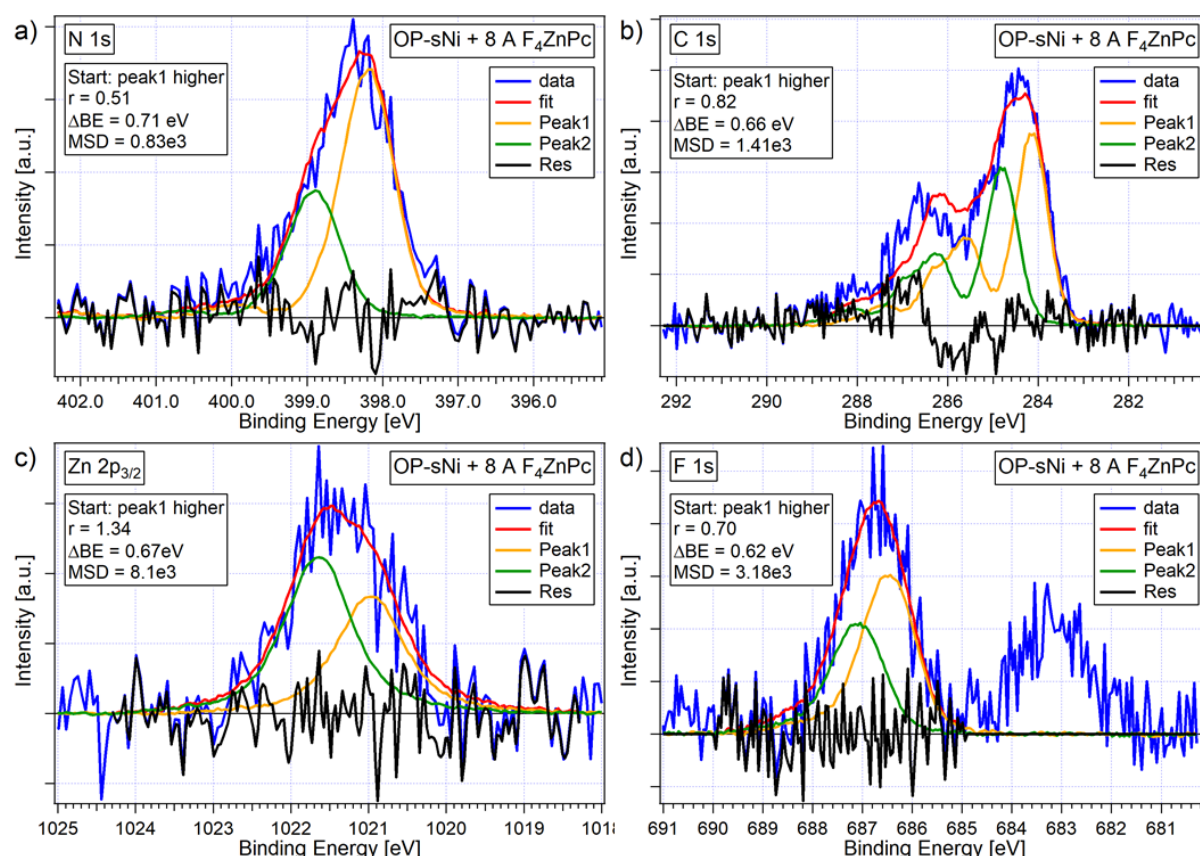 a)
N 1s
OP-sNi + 8 A F₄ZnPc
Start: peak1 higher
r = 0.51
ΔBE = 0.71 eV
MSD = 0.83e3
data
fit
Peak1
Peak2
Res
Intensity [a.u.]
402.0 401.0 400.0 399.0 398.0 397.0 396.0
Binding Energy [eV]
b)
C 1s
OP-sNi + 8 A F₄ZnPc
Start: peak1 higher
r = 0.82
ΔBE = 0.66 eV
MSD = 1.41e3
data
fit
Peak1
Peak2
Res
Intensity [a.u.]
292 290 288 286 284 282
Binding Energy [eV]
c)
Zn 2p₃/₂
OP-sNi + 8 A F₄ZnPc
Start: peak1 higher
r = 1.34
ΔBE = 0.67eV
MSD = 8.1e3
data
fit
Peak1
Peak2
Res
Intensity [a.u.]
1025 1024 1023 1022 1021 1020 1019 1018
Binding Energy [eV]
d)
F 1s
OP-sNi + 8 A F₄ZnPc
Start: peak1 higher
r = 0.70
ΔBE = 0.62 eV
MSD = 3.18e3
data
fit
Peak1
Peak2
Res
Intensity [a.u.]
691 690 689 688 687 686 685 684 683 682 681
Binding Energy [eV]